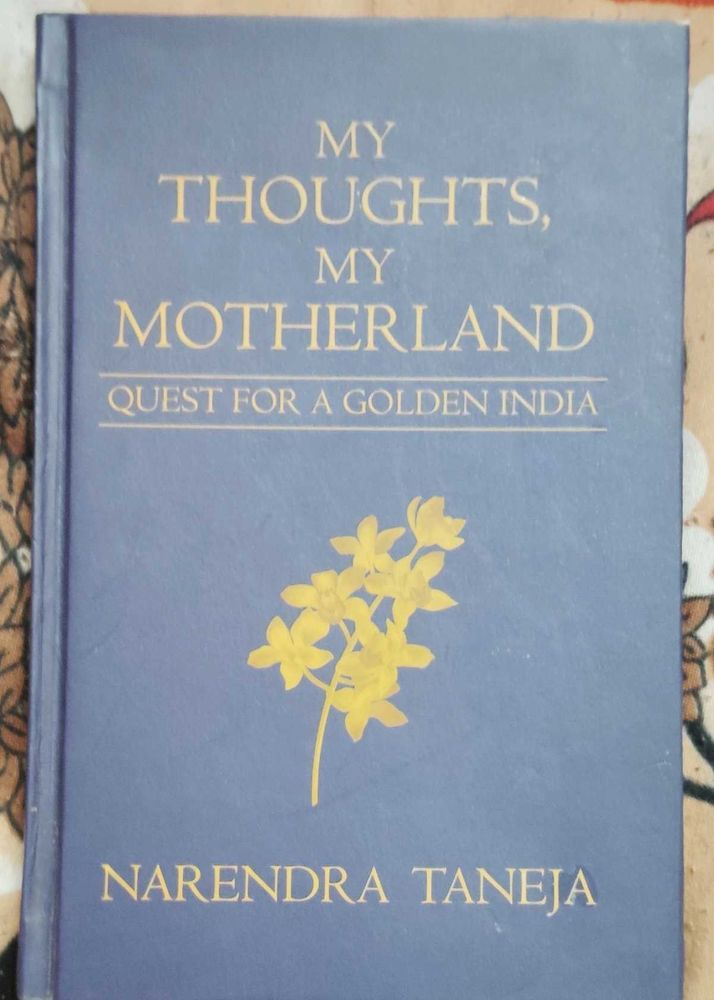 MY
THOUGHTS,
MY
MOTHERLAND
QUEST FOR A GOLDEN INDIA
NARENDRA TANEJA